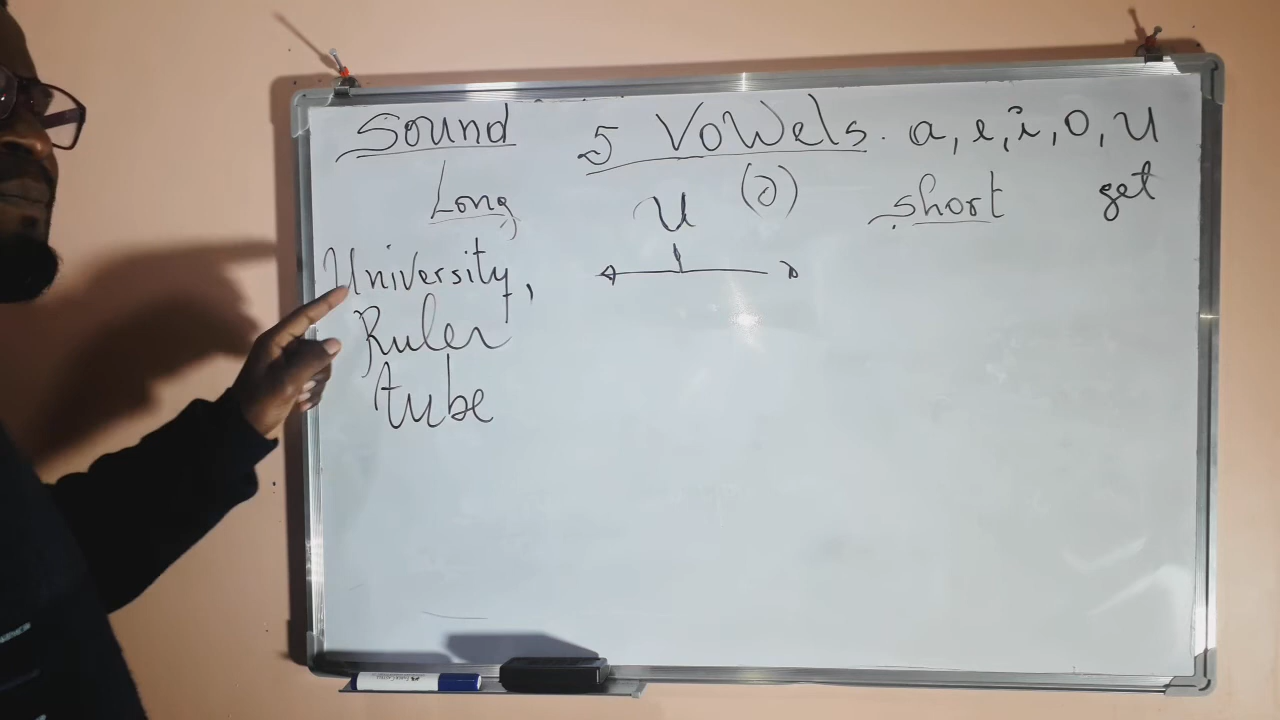 Sound 5 Vowels. a, e, i, o, u
Long u (o) short get
University,
Ruler
tube